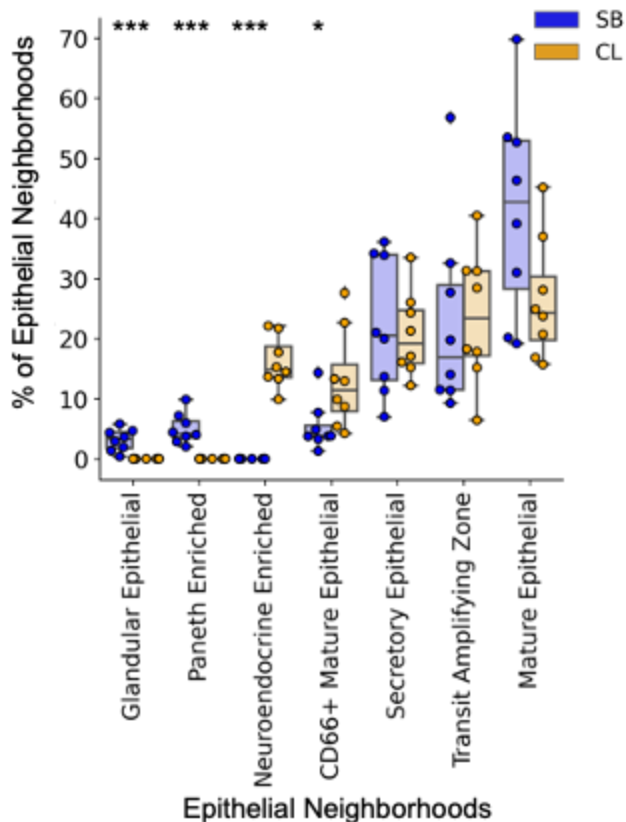 *** *** *** *
SB
CL
% of Epithelial Neighborhoods
70
60
50
40
30
20
10
0
Glandular Epithelial
Paneth Enriched
Neuroendocrine Enriched
CD66+ Mature Epithelial
Secretory Epithelial
Transit Amplifying Zone
Mature Epithelial
Epithelial Neighborhoods